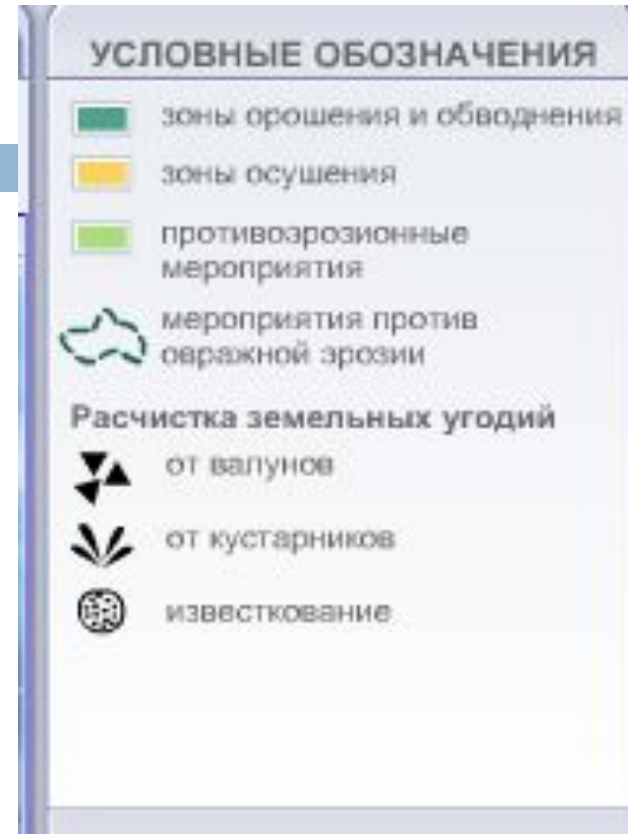 УСЛОВНЫЕ ОБОЗНАЧЕНИЯ
зоны орошения и обводнения
зоны осушения
противоэрозионные
мероприятия
мероприятия против
овражной эрозии
Расчистка земельных угодий
от валунов
от кустарников
известкование